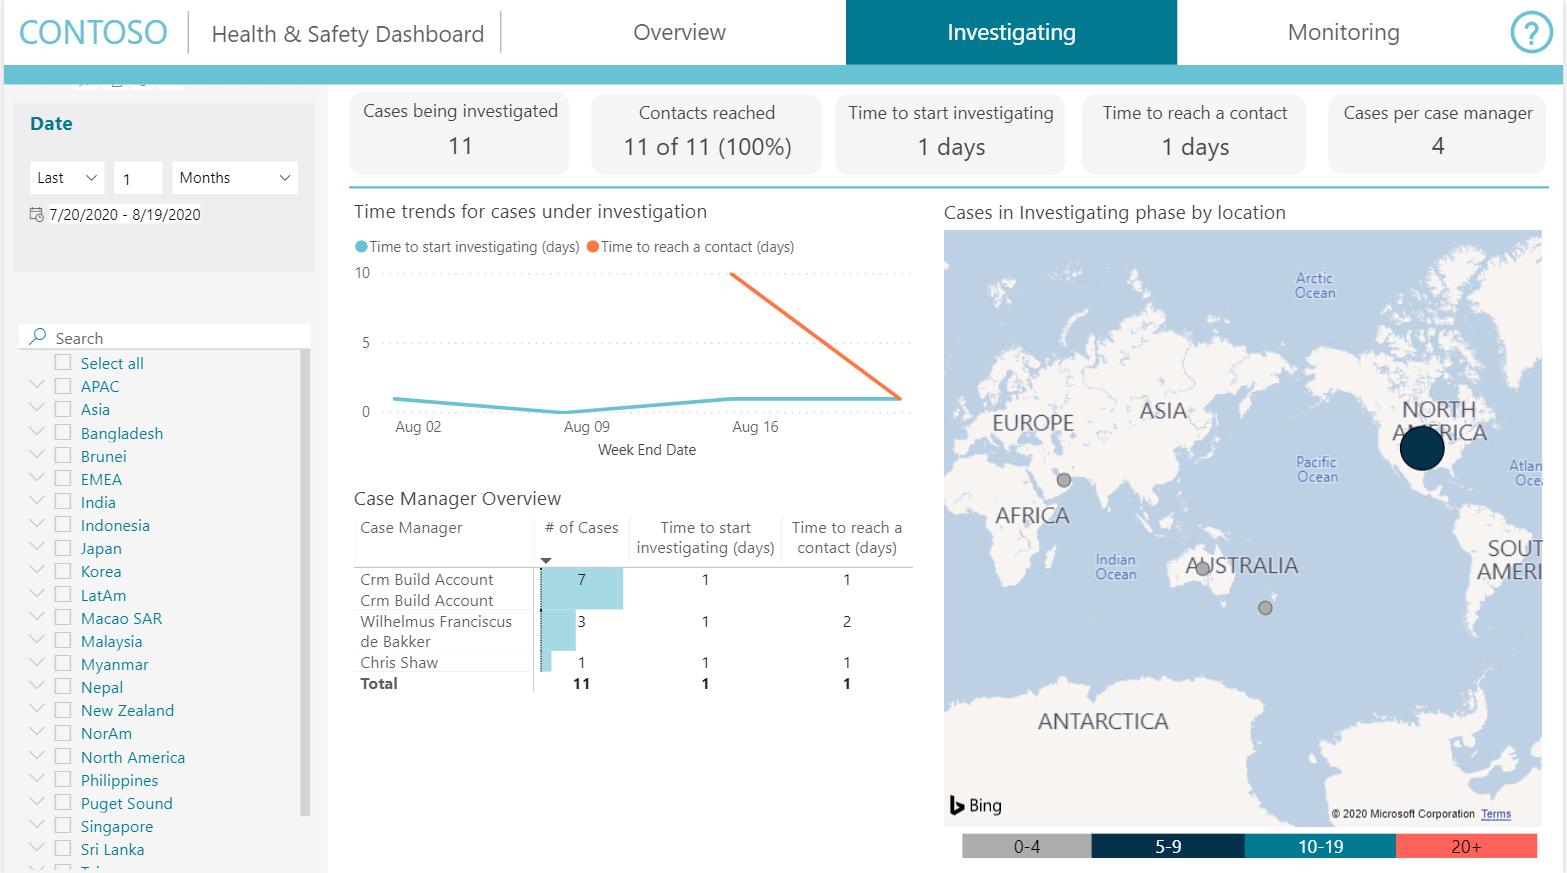 CONTOSO
Health & Safety Dashboard
Overview
Investigating
Monitoring
?
Date
Last
1
Months
7/20/2020 - 8/19/2020
Search
Select all
APAC
Asia
Bangladesh
Brunei
EMEA
India
Indonesia
Japan
Korea
LatAm
Macao SAR
Malaysia
Myanmar
Nepal
New Zealand
NorAm
North America
Philippines
Puget Sound
Singapore
Sri Lanka
Cases being investigated
11
Contacts reached
11 of 11 (100%)
Time to start investigating
1 days
Time to reach a contact
1 days
Cases per case manager
4
Time trends for cases under investigation
Time to start investigating (days)
Time to reach a contact (days)
10
5
0
Aug 02
Aug 09
Aug 16
Week End Date
Case Manager Overview
Case Manager
# of Cases
Time to start
investigating (days)
Time to reach a
contact (days)
Crm Build Account
Crm Build Account
7
1
1
Wilhelmus Franciscus
de Bakker
3
1
2
Chris Shaw
1
1
1
Total
11
1
1
Cases in Investigating phase by location
Arctic
Ocean
NORTH
AMERICA
EUROPE
ASIA
Pacific
Ocean
Atlan
Oce
AFRICA
Indian
Ocean
AUSTRALIA
SOUT
AMERI
ANTARCTICA
Bing
© 2020 Microsoft Corporation Terms
0-4
5-9
10-19
20+